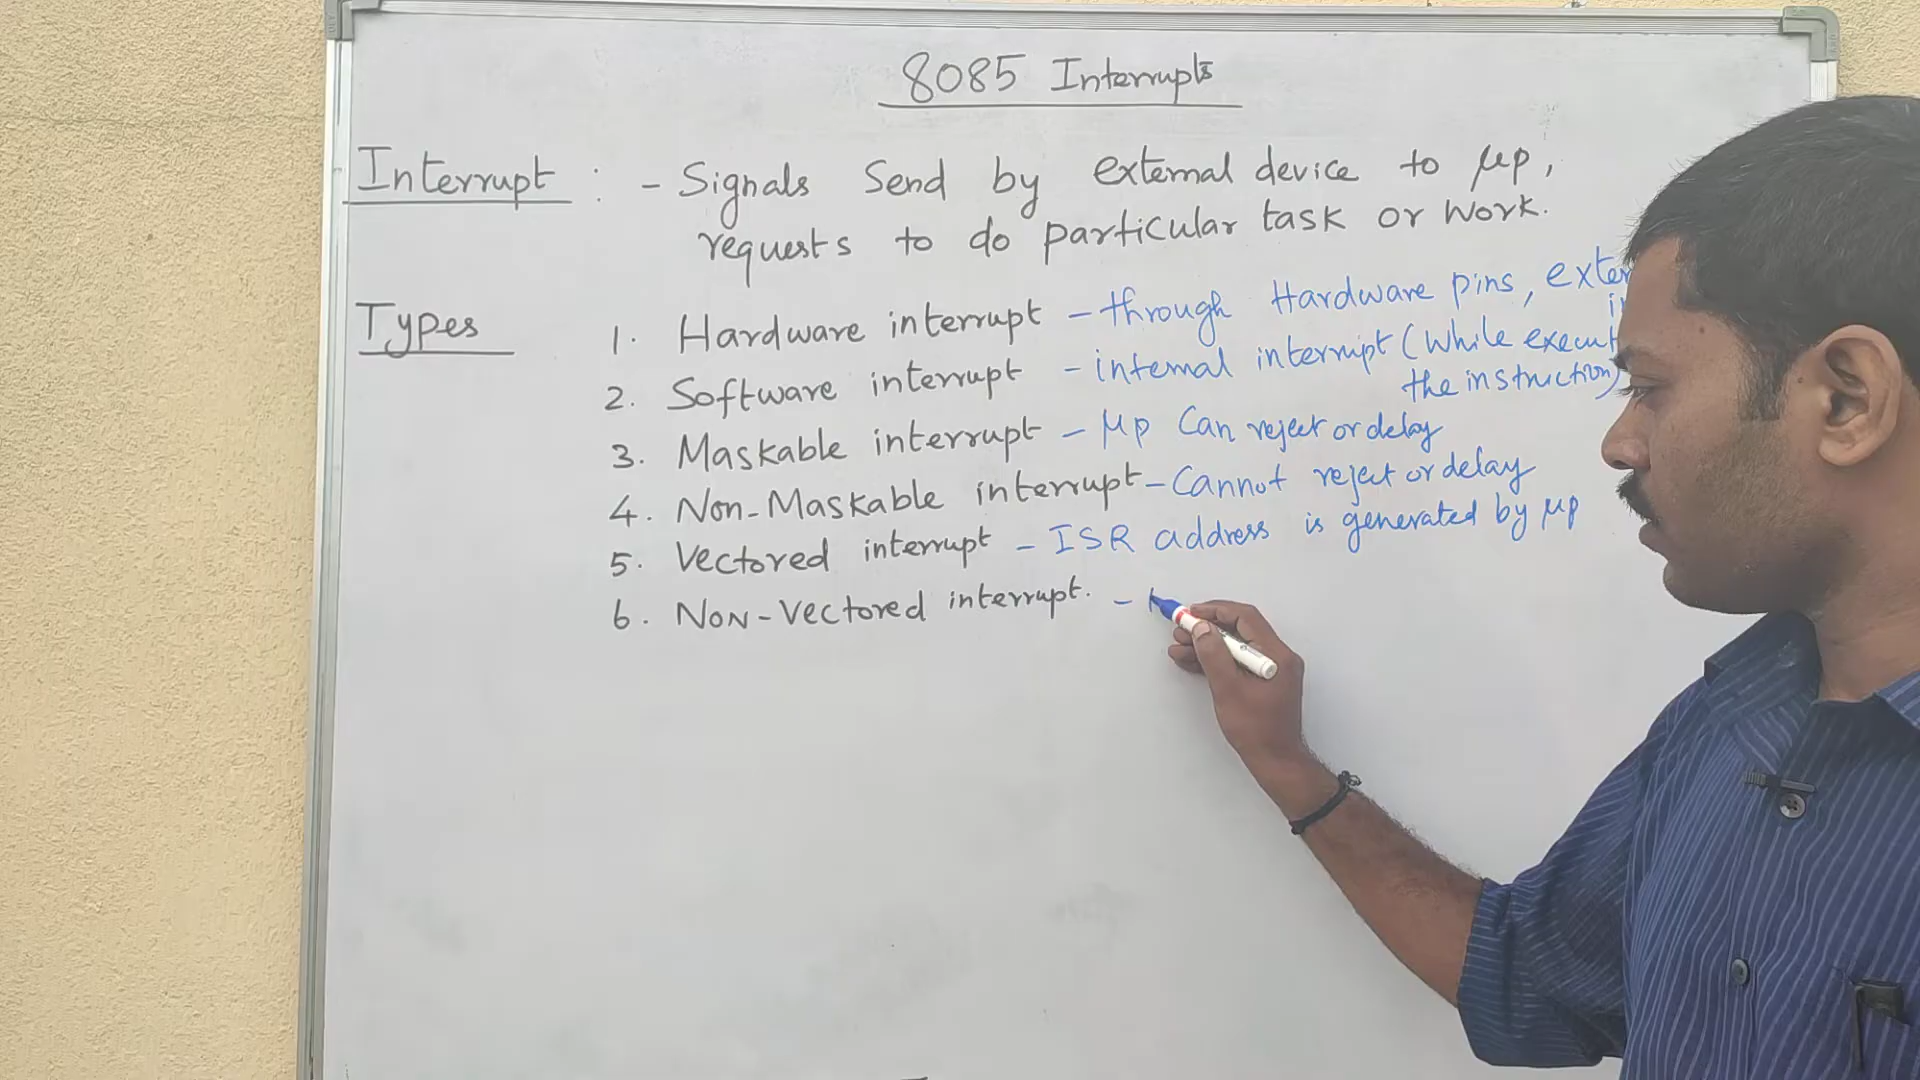 8085 Interrupts
Interrupt : - Signals Send by external device to μp,
requests to do particular task or work.
Types
1. Hardware interrupt - through Hardware pins,
2. Software interrupt - internal interrupt (While
the instruction)
3. Maskable interrupt - μp Can reject or delay
4. Non-Maskable interrupt - Cannot reject or delay
5. Vectored interrupt - ISR address is generated by μp
6. Non-Vectored interrupt. -